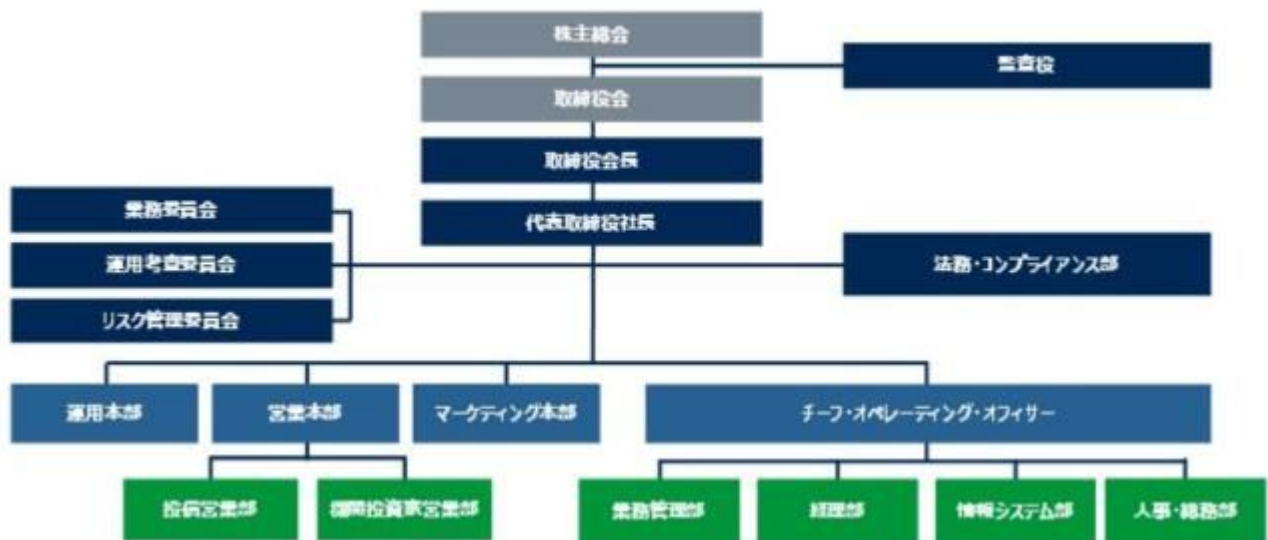 株主総会
監査役
取締役会
取締役会長
代表取締役社長
業務委員会
運用考査委員会
リスク管理委員会
法務・コンプライアンス部
運用本部
営業本部
マーケティング本部
チーフ・オペレーティング・オフィサー
投信営業部
機関投資家営業部
業務管理部
経理部
情報システム部
人事・総務部